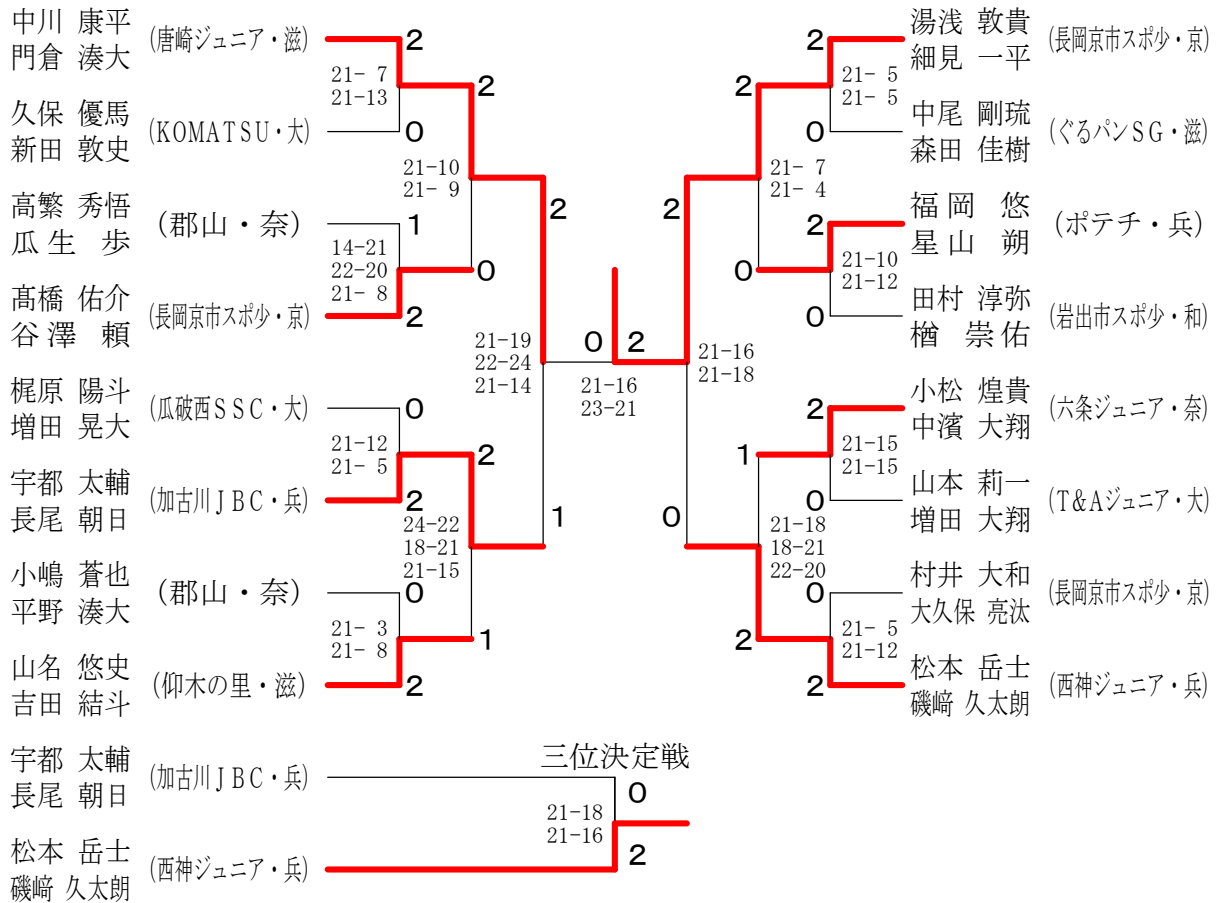 中川 康平
門倉 湊大
(唐崎ジュニア・滋)
2
21- 7
21-13
2
久保 優馬
新田 敦史
(KOMATSU・大)
0
21-10
21- 9
2
高繁 秀悟
瓜生 歩
(郡山・奈)
1
14-21
22-20
21- 8
0
髙橋 佑介
谷澤 頼
(長岡京市スポ少・京)
2
21-19
22-24
21-14
梶原 陽斗
増田 晃大
(瓜破西SSC・大)
0
21-12
21- 5
2
宇都 太輔
長尾 朝日
(加古川JBC・兵)
2
24-22
18-21
21-15
1
小嶋 蒼也
平野 湊大
(郡山・奈)
0
21- 3
21- 8
1
山名 悠史
吉田 結斗
(仰木の里・滋)
2
0 2
21-16
23-21
湯浅 敦貴
細見 一平
(長岡京市スポ少・京)
2
21- 5
21- 5
2
中尾 剛琉
森田 佳樹
(ぐるパンSG・滋)
0
21- 7
21- 4
2
福岡 悠
星山 朔
(ポテチ・兵)
2
21-10
21-12
0
田村 淳弥
楢 崇佑
(岩出市スポ少・和)
0
21-16
21-18
小松 煌貴
中濱 大翔
(六条ジュニア・奈)
2
21-15
21-15
1
山本 莉一
増田 大翔
(T&Aジュニア・大)
0
21-18
18-21
22-20
0
村井 大和
大久保 亮汰
(長岡京市スポ少・京)
0
21- 5
21-12
2
松本 岳士
磯﨑 久太朗
(西神ジュニア・兵)
2
三位決定戦
宇都 太輔
長尾 朝日
(加古川JBC・兵)
0
21-18
21-16
松本 岳士
磯﨑 久太朗
(西神ジュニア・兵)
2